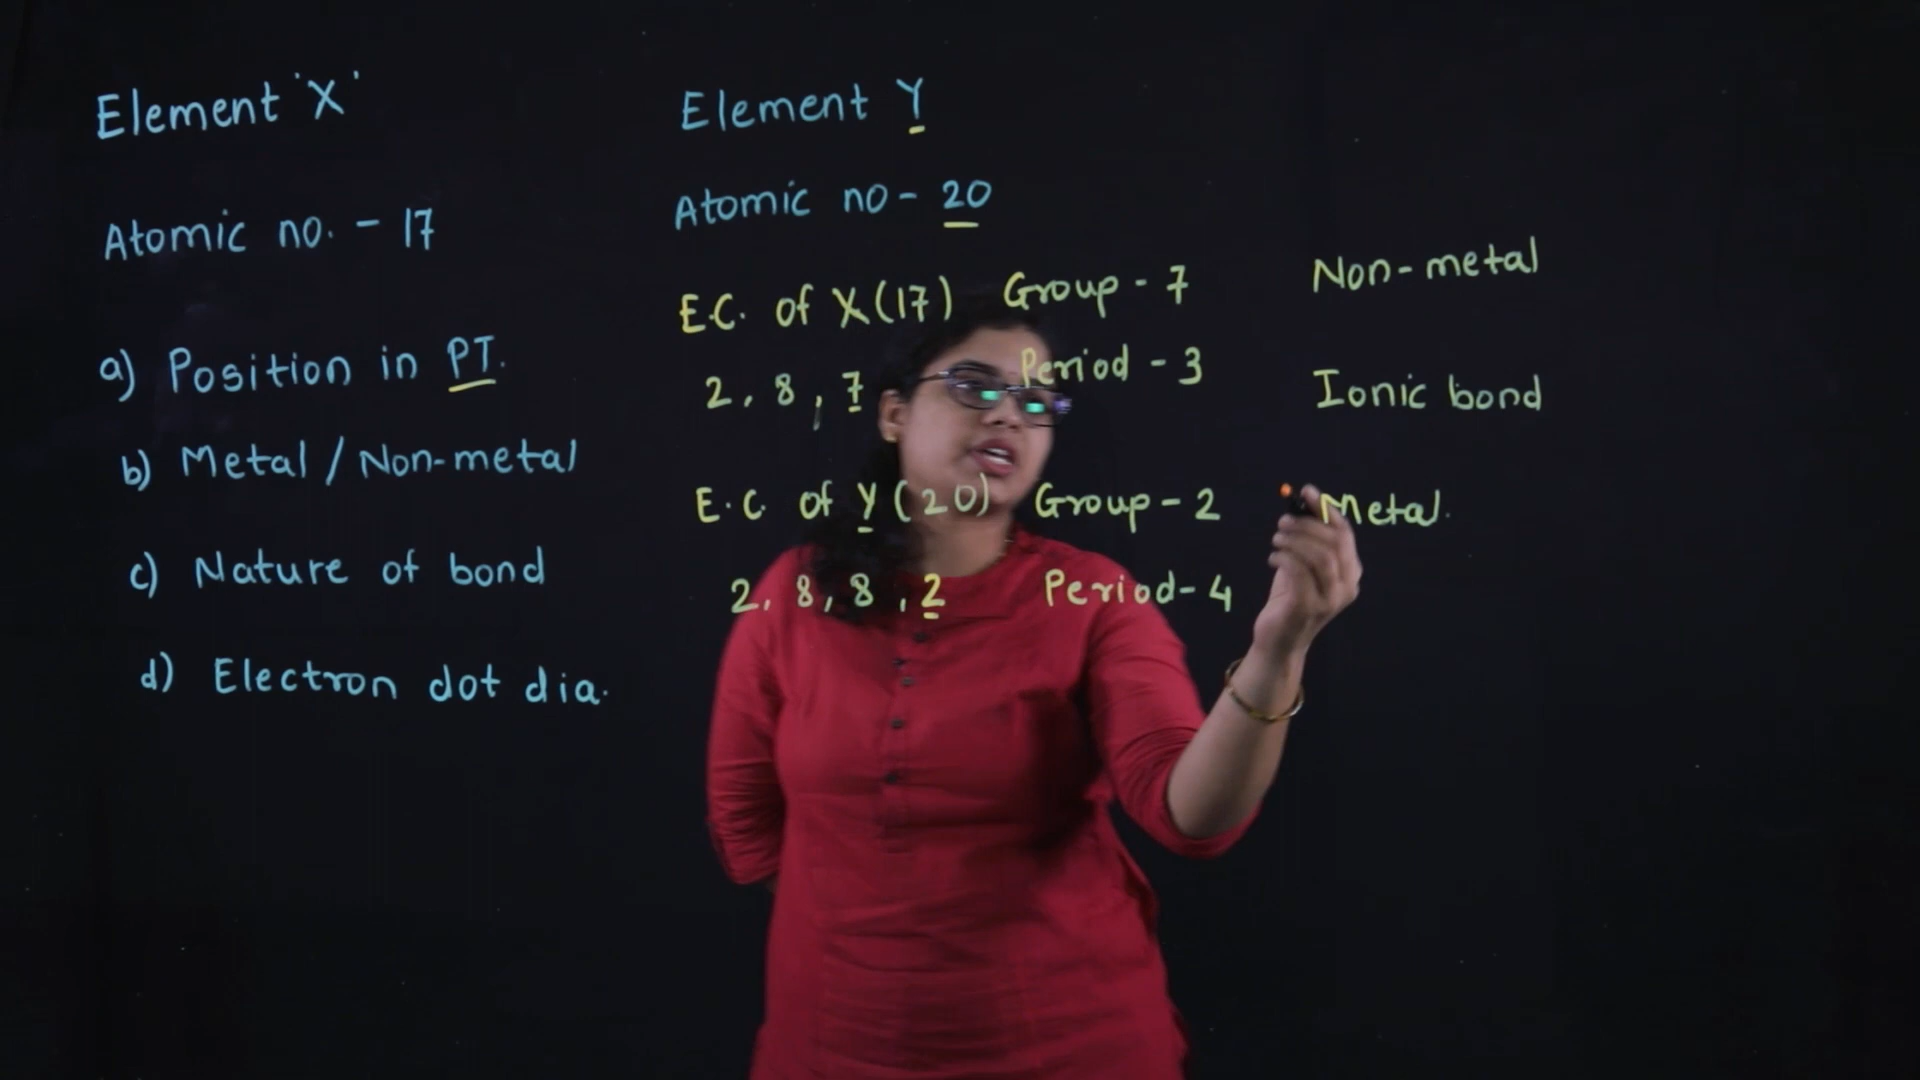 Element 'X'
Atomic no. - 17
a) Position in PT.
b) Metal / Non-metal
c) Nature of bond
d) Electron dot dia.
Element Y
Atomic no - 20
E.C. of X (17) Group - 7
2, 8, 7 Period - 3
E.C. of Y (20) Group - 2
2, 8, 8, 2 Period - 4
Non-metal
Ionic bond
Metal.